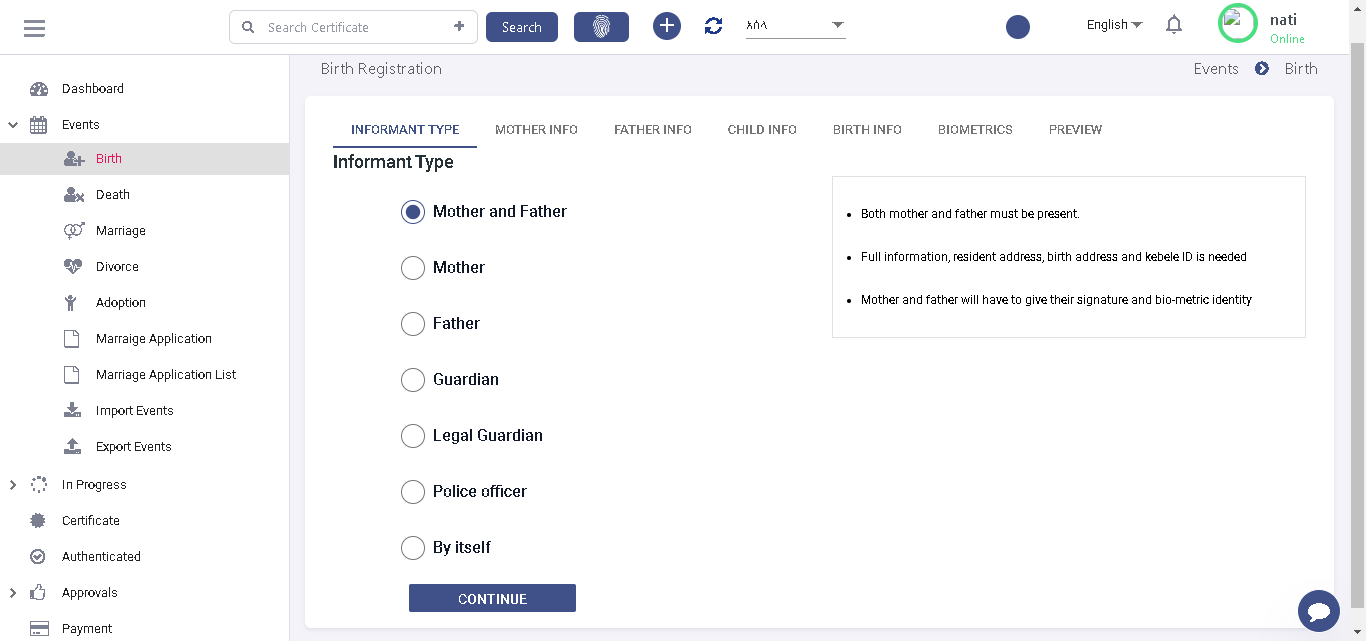 Search Certificate
Search
አሰላ
English
nati
Online
Birth Registration
Events
Birth
Dashboard
Events
Birth
Death
Marriage
Divorce
Adoption
Marraige Application
Marriage Application List
Import Events
Export Events
In Progress
Certificate
Authenticated
Approvals
Payment
INFORMANT TYPE
MOTHER INFO
FATHER INFO
CHILD INFO
BIRTH INFO
BIOMETRICS
PREVIEW
Informant Type
Mother and Father
Mother
Father
Guardian
Legal Guardian
Police officer
By itself
CONTINUE
Both mother and father must be present.
Full information, resident address, birth address and kebele ID is needed
Mother and father will have to give their signature and bio-metric identity